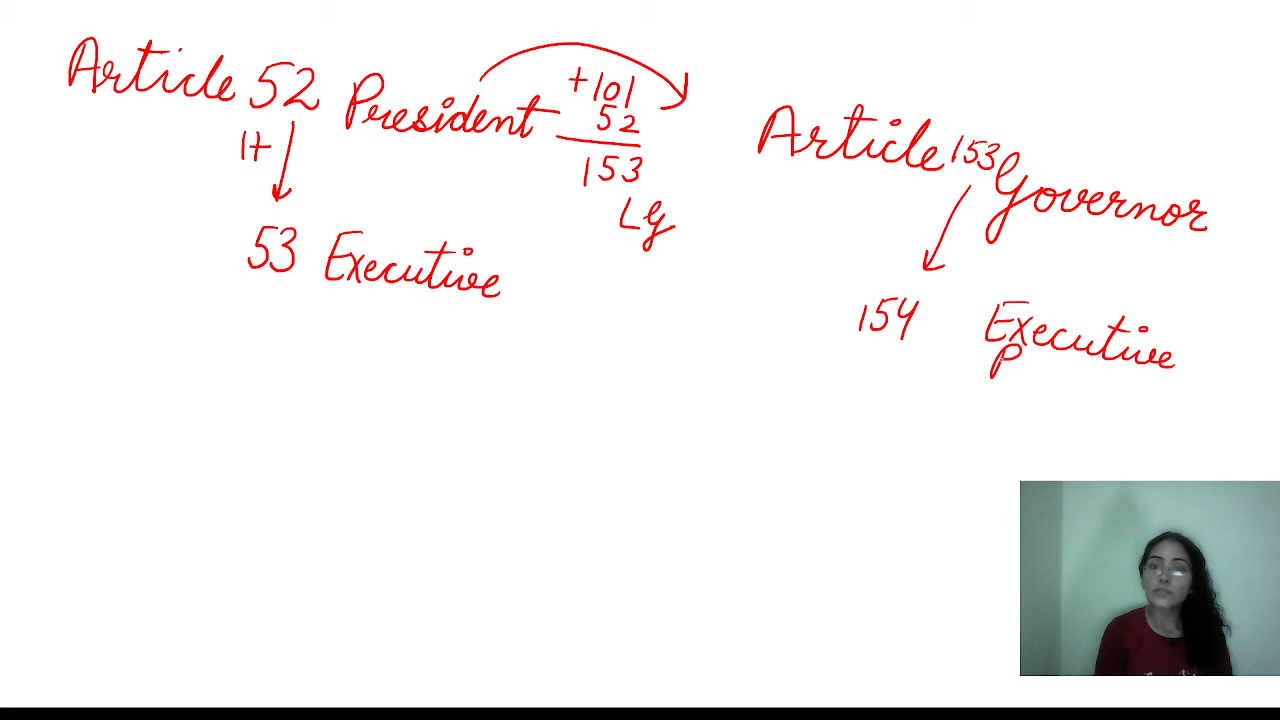 Article 52 President
+101
52
153
LG
1+
53 Executive
Article 153 Governor
154 Executive
P